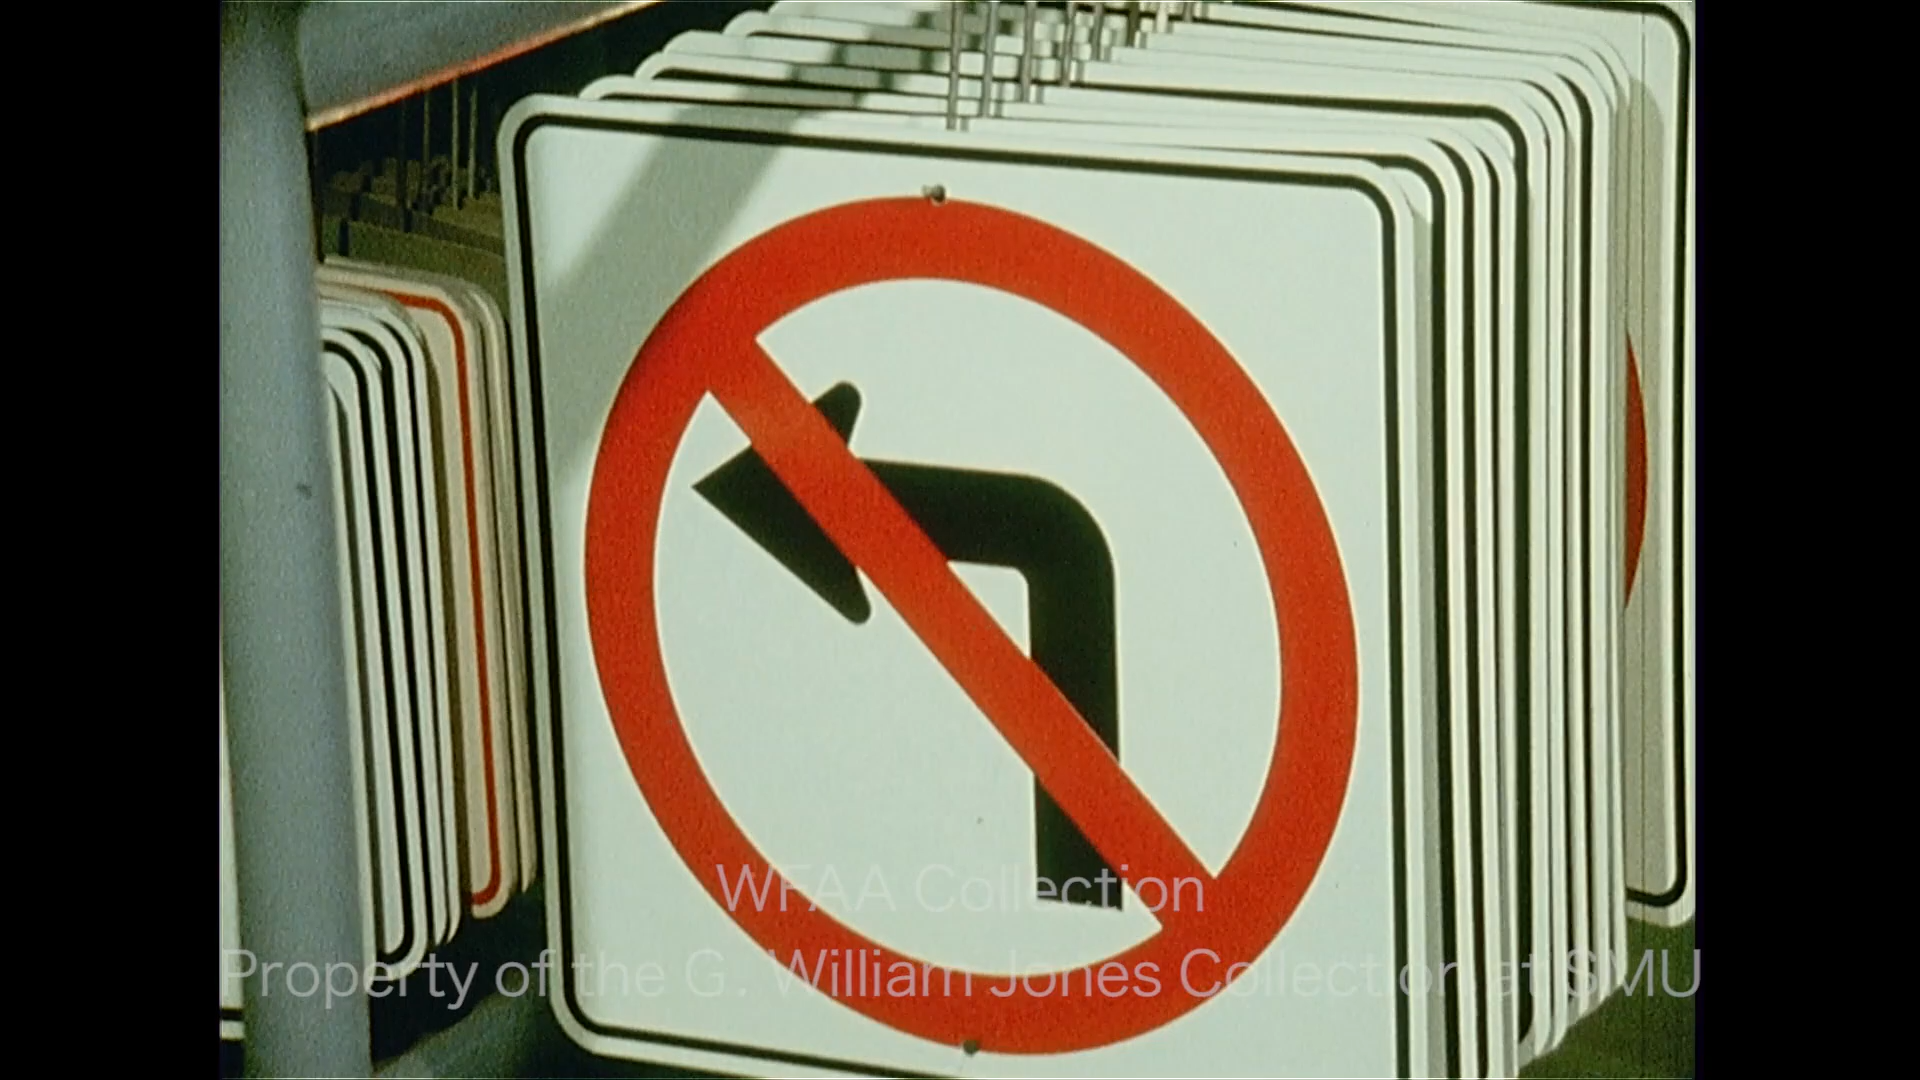 WFAA Collection
Property of the G. William Jones Collection at SMU